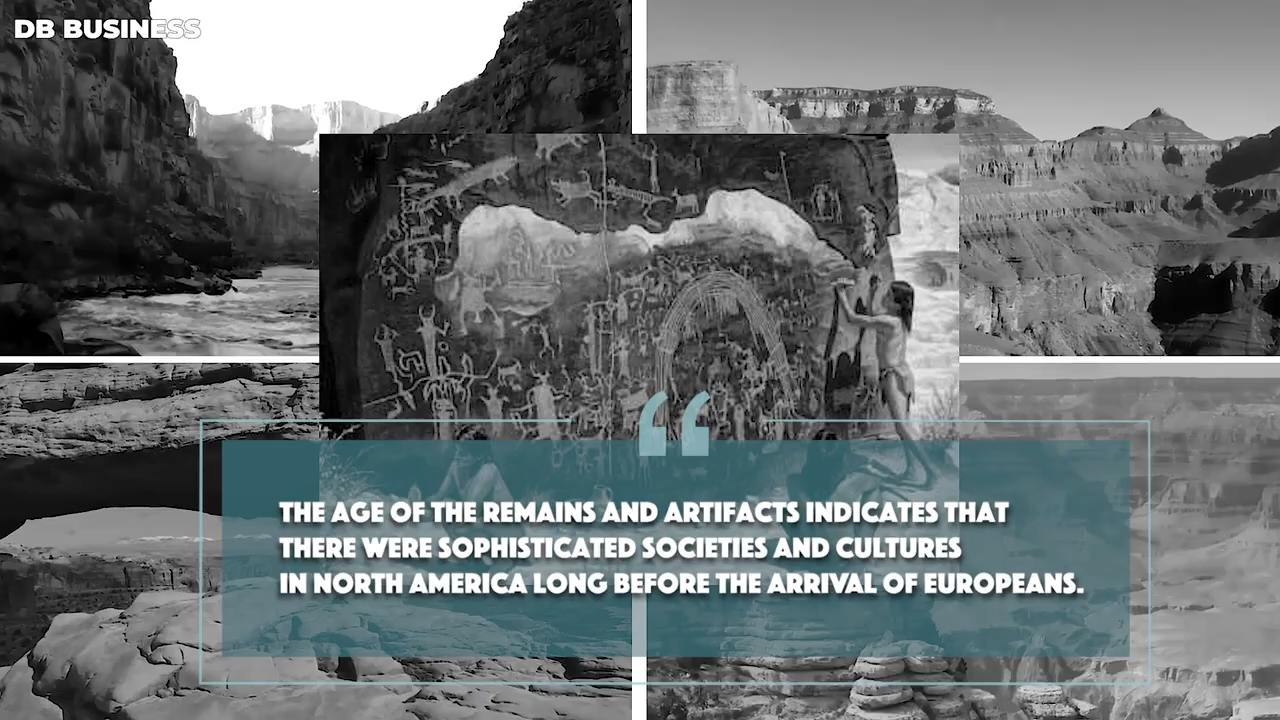 DB BUSINESS
“
THE AGE OF THE REMAINS AND ARTIFACTS INDICATES THAT
THERE WERE SOPHISTICATED SOCIETIES AND CULTURES
IN NORTH AMERICA LONG BEFORE THE ARRIVAL OF EUROPEANS.